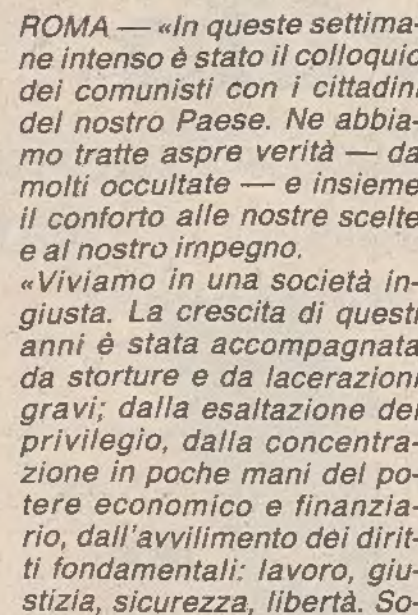 ROMA — «In queste settima-
ne intenso è stato il colloquio
dei comunisti con i cittadini
del nostro Paese. Ne abbia-
mo tratte aspre verità — da
molti occultate — e insieme
il conforto alle nostre scelte
e al nostro impegno.
«Viviamo in una società in-
giusta. La crescita di questi
anni è stata accompagnata
da storture e da lacerazioni
gravi; dalla esaltazione del
privilegio, dalla concentra-
zione in poche mani del po-
tere economico e finanzia-
rio, dall'avvilimento dei dirit-
ti fondamentali: lavoro, giu-
stizia, sicurezza, libertà. So-